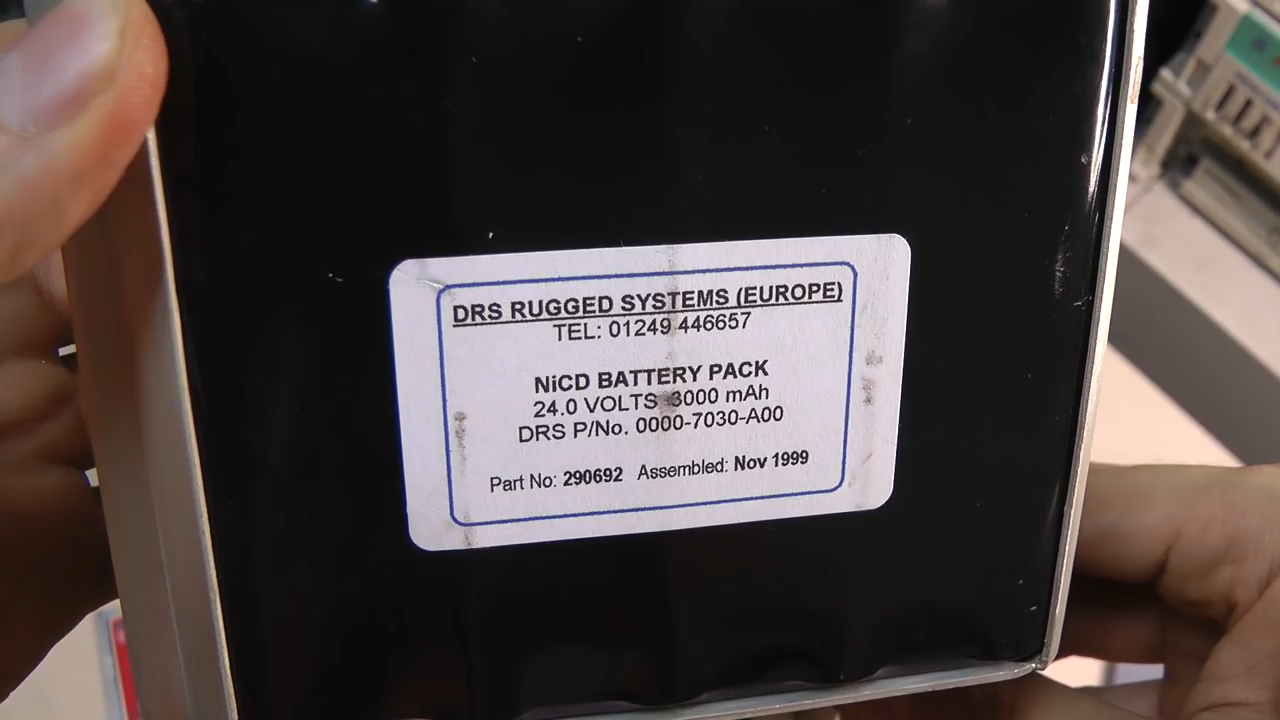 DRS RUGGED SYSTEMS (EUROPE)
TEL: 01249 446657
NiCD BATTERY PACK
24.0 VOLTS 3000 mAh
DRS P/No. 0000-7030-A00
Part No: 290692 Assembled: Nov 1999